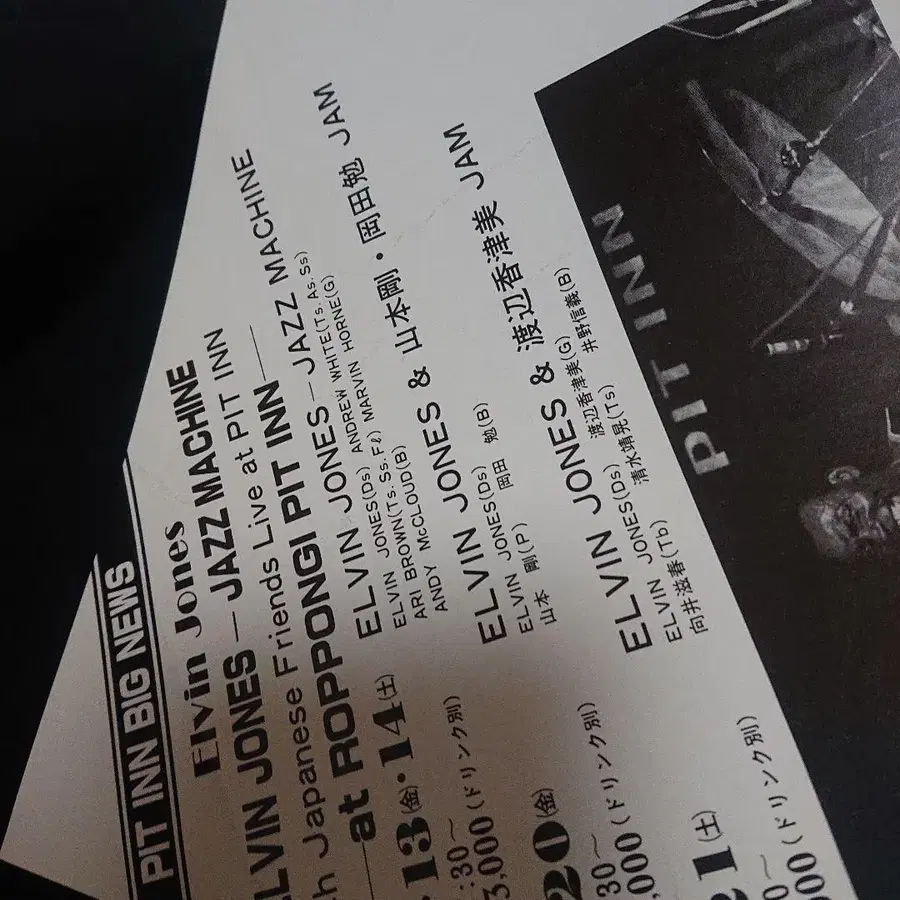 PIT INN BIG NEWS
Elvin Jones JAZZ MACHINE
LVIN JONES — JAZZ MACHINE
Japanese Friends Live at PIT INN
—at ROPPONGI PIT INN—
13(金)・14(土)
:30〜
3,000(ドリンク別)
ELVIN JONES—JAZZ MACHINE
ELVIN JONES(Ds) ANDREW WHITE(Ts.As.Ss)
ARI BROWN(Ts.Ss.Fl) MARVIN HORNE(G)
ANDY McCLOUD(B)
20(金)
30〜
,000(ドリンク別)
ELVIN JONES & 山本剛・岡田勉 JAM
ELVIN JONES(Ds)
山本 剛(P) 岡田 勉(B)
21(土)
0〜
000(ドリンク別)
ELVIN JONES & 渡辺香津美 JAM
ELVIN JONES(Ds) 渡辺香津美(G)
向井滋春(Tb) 清水靖晃(Ts) 井野信義(B)
PIT INN